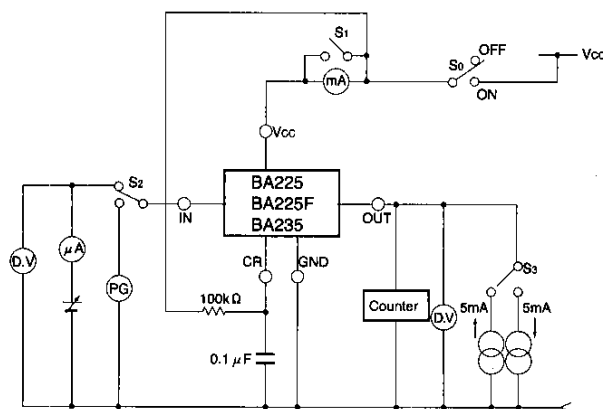 S1
mA
S0
OFF
ON
Vcc
Vcc
BA225
BA225F
BA235
S2
IN
OUT
CR
GND
D.V
μA
PG
100kΩ
0.1 μF
Counter
D.V
S3
5mA
5mA